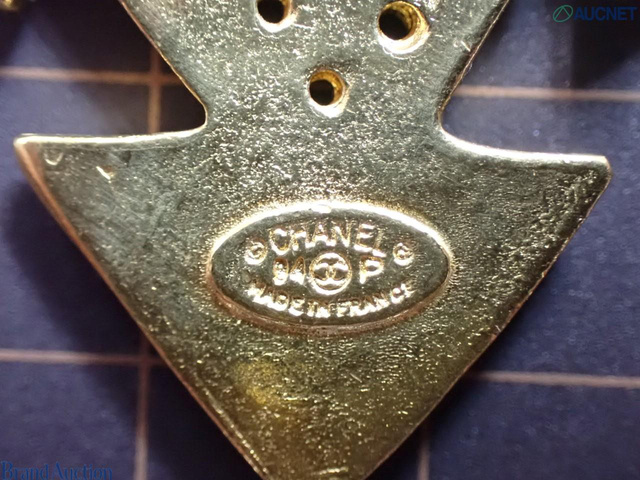 AUCNET
© CHANEL ®
94 P
MADE IN FRANCE
Brand Auction